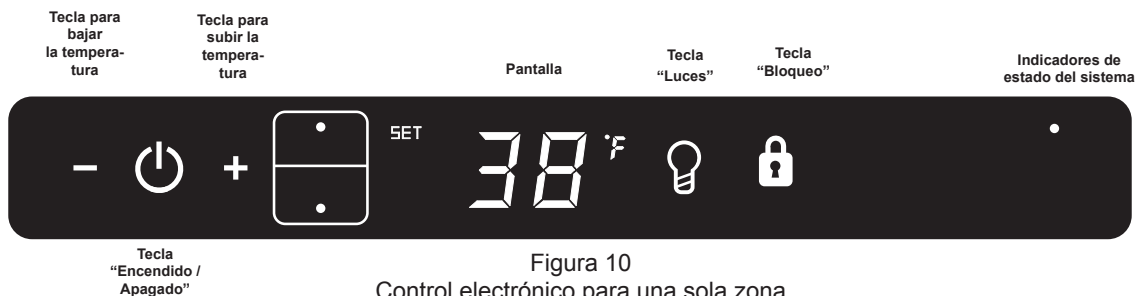 Tecla para
bajar
la tempera-
tura
Tecla para
subir la
tempera-
tura
Pantalla
Tecla
“Luces”
Tecla
“Bloqueo”
Indicadores de
estado del sistema
- + SET 38 °F
Tecla
“Encendido /
Apagado”
Figura 10
Control electrónico para una sola zona